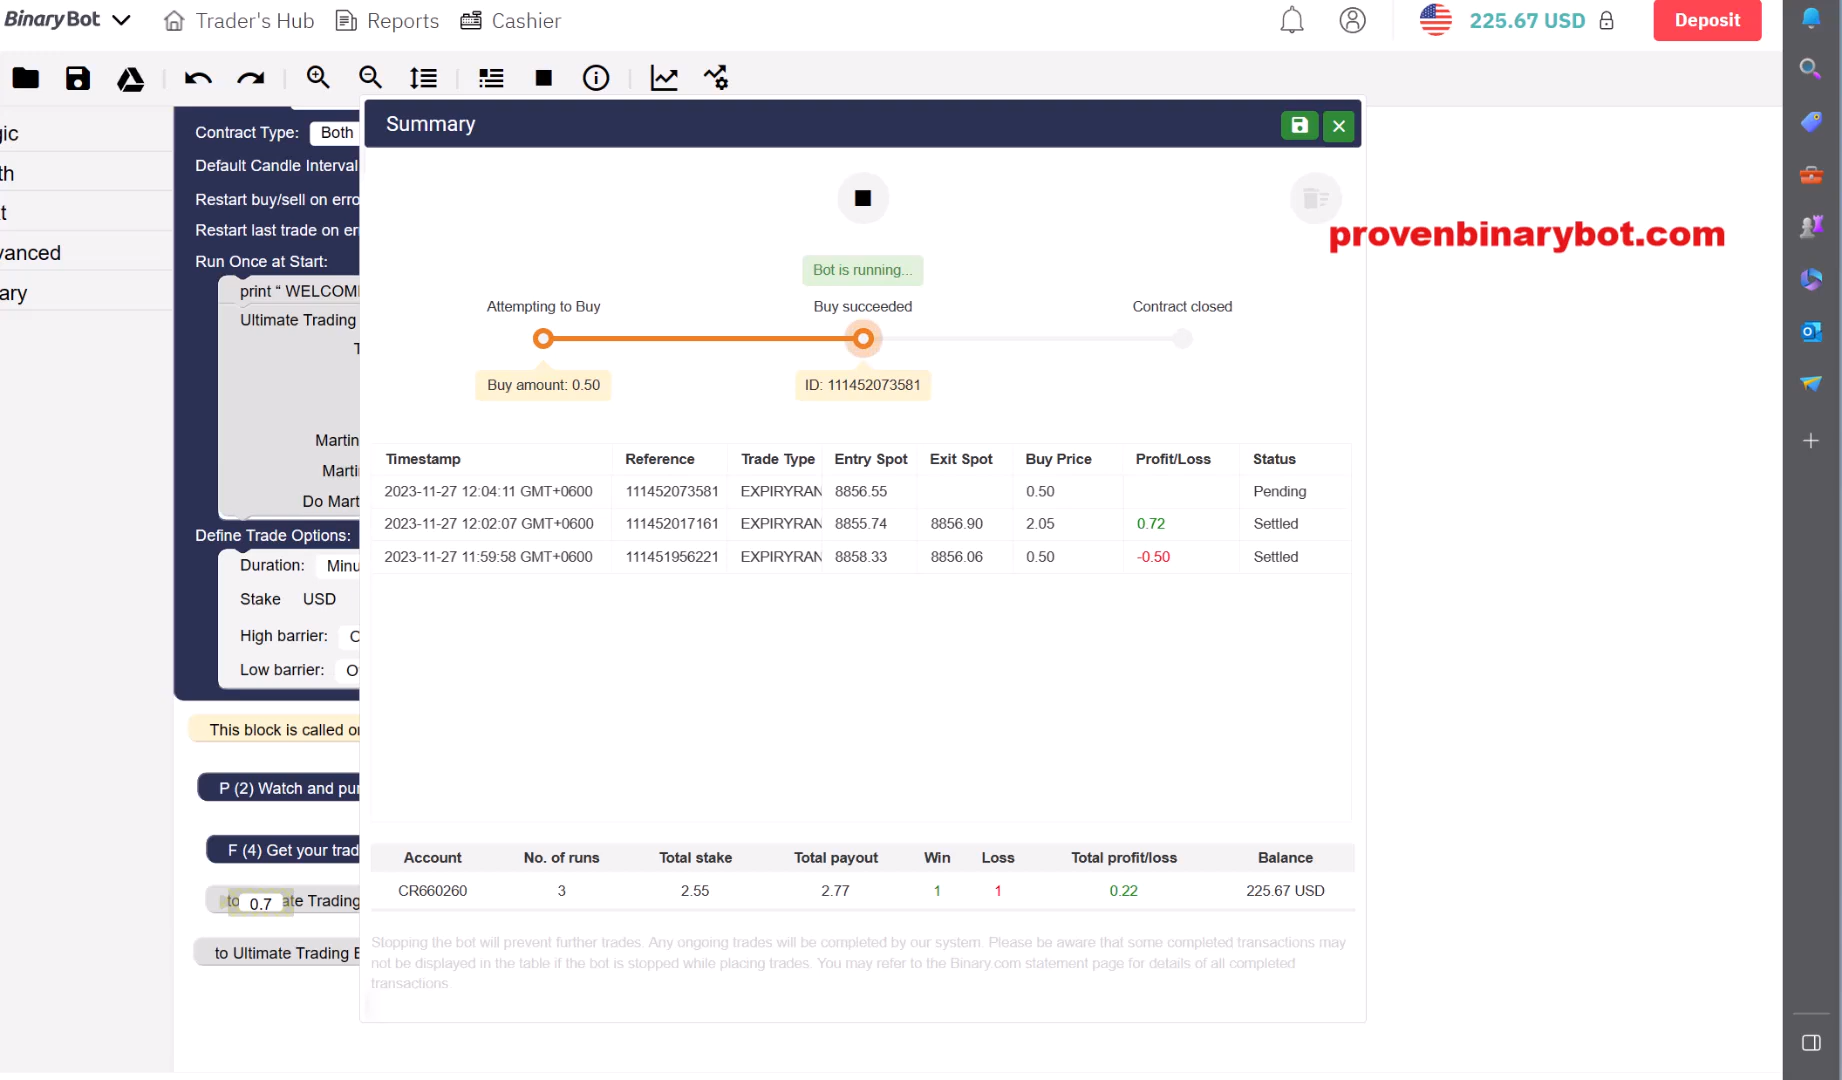 BinaryBot
Trader's Hub
Reports
Cashier
225.67 USD
Deposit
Summary
gic
th
t
vanced
ary
Contract Type: Both
Default Candle Interval
Restart buy/sell on erro
Restart last trade on er
Run Once at Start:
print “ WELCOM
Ultimate Trading
T
Martin
Marti
Do Mart
Define Trade Options:
Duration: Minu
Stake USD
High barrier: O
Low barrier: O
This block is called o
P (2) Watch and pu
F (4) Get your trad
to 0.7 ate Trading
to Ultimate Trading B
provenbinarybot.com
Bot is running...
Attempting to Buy Buy succeeded Contract closed
Buy amount: 0.50 ID: 111452073581
Timestamp Reference Trade Type Entry Spot Exit Spot Buy Price Profit/Loss Status
2023-11-27 12:04:11 GMT+0600 111452073581 EXPIRYRAN 8856.55 0.50 Pending
2023-11-27 12:02:07 GMT+0600 111452017161 EXPIRYRAN 8855.74 8856.90 2.05 0.72 Settled
2023-11-27 11:59:58 GMT+0600 111451956221 EXPIRYRAN 8858.33 8856.06 0.50 -0.50 Settled
Account No. of runs Total stake Total payout Win Loss Total profit/loss Balance
CR660260 3 2.55 2.77 1 1 0.22 225.67 USD
Stopping the bot will prevent further trades. Any ongoing trades will be completed by our system. Please be aware that some completed transactions may
not be displayed in the table if the bot is stopped while placing trades. You may refer to the Binary.com statement page for details of all completed
transactions.